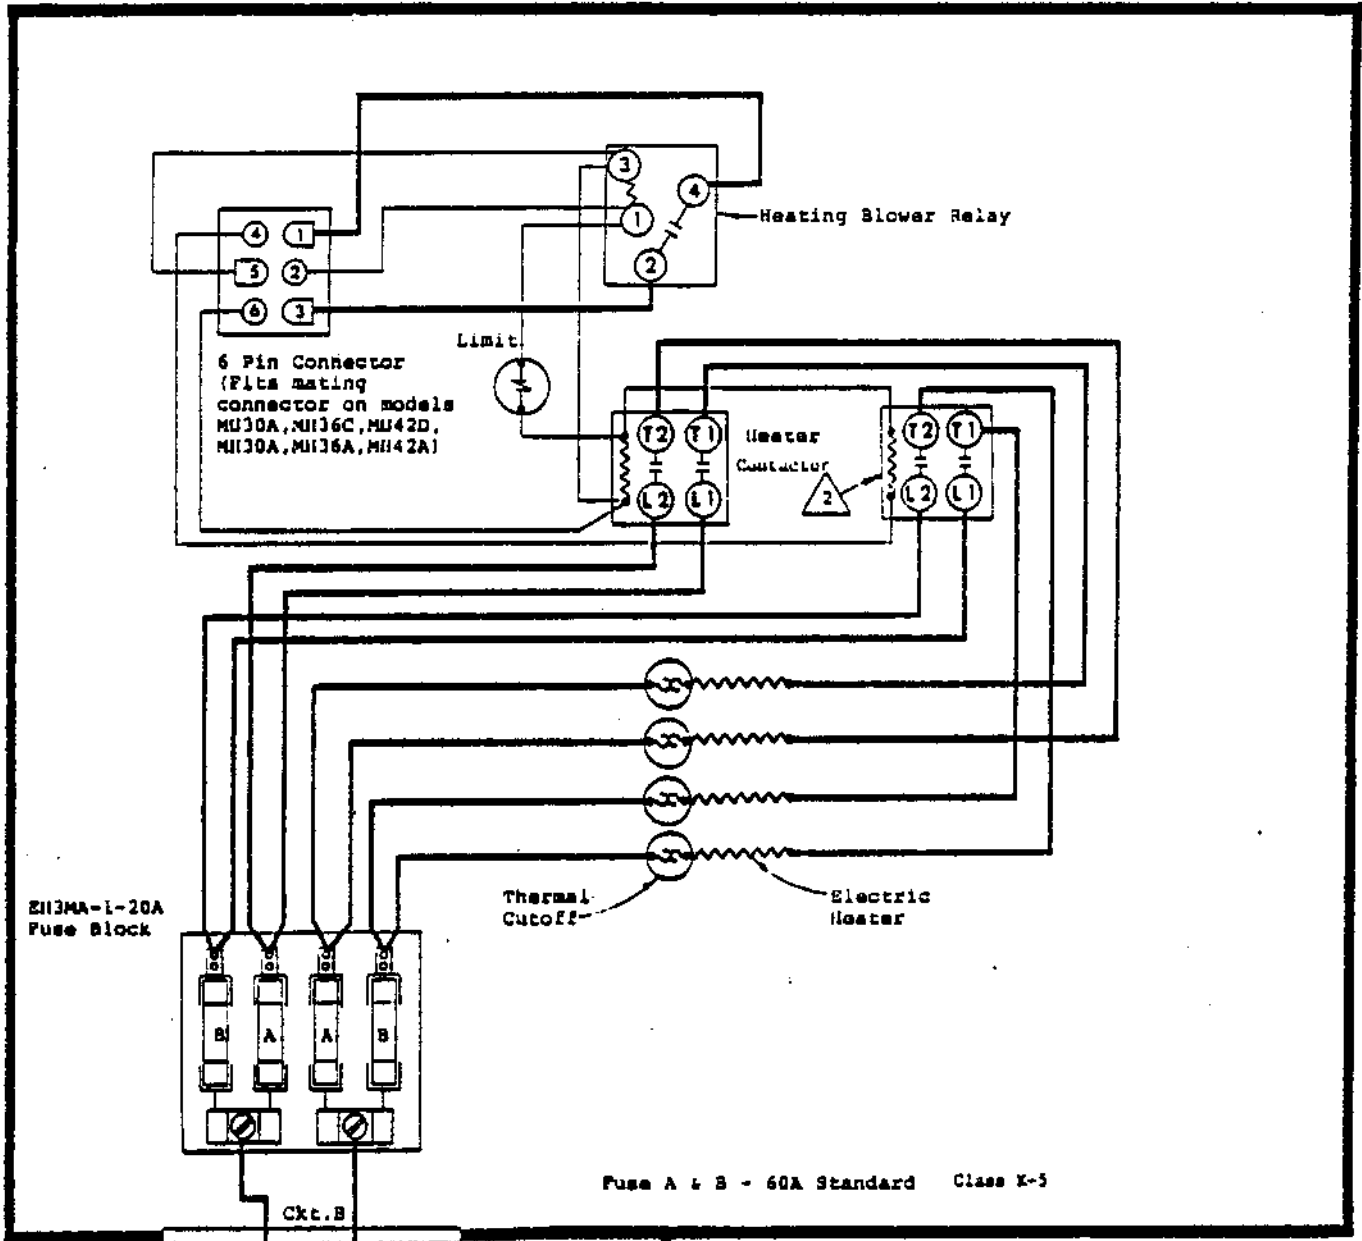 3
4
1
2
Heating Blower Relay
4 1
5 2
6 3
Limit
6 Pin Connector
(Fits mating
connector on models
MU30A, MH36C, MU42D,
MH30A, MH36A, MH42A)
T2 T1
L2 L1
Heater
Contactor
2
T2 T1
L2 L1
Thermal
Cutoff
Electric
Heater
EH3MA-L-20A
Fuse Block
B A A B
Fuse A & B - 60A Standard Class K-5
Ckt.B